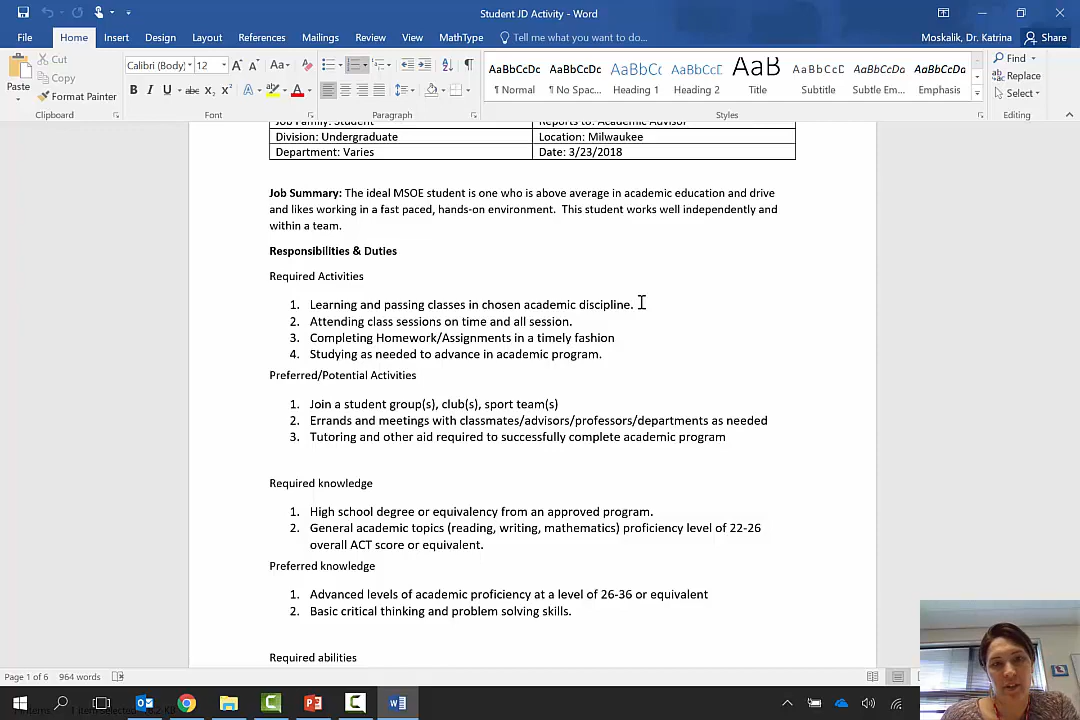 Student JD Activity - Word
File Home Insert Design Layout References Mailings Review View MathType Tell me what you want to do... Moskalik, Dr. Katrina Share
Paste
Cut
Copy
Format Painter
Clipboard
Calibri (Body) 12
Font
Paragraph
AaBbCcDc AaBbCcDc AaBbCc AaBbCcE AaB AaBbCcD AaBbCcDc AaBbCcDc
¶ Normal ¶ No Spac... Heading 1 Heading 2 Title Subtitle Subtle Em... Emphasis
Styles
Find
Replace
Select
Editing
Job Family: Student Reports to: Academic Advisor
Division: Undergraduate Location: Milwaukee
Department: Varies Date: 3/23/2018
Job Summary: The ideal MSOE student is one who is above average in academic education and drive
and likes working in a fast paced, hands-on environment. This student works well independently and
within a team.
Responsibilities & Duties
Required Activities
1. Learning and passing classes in chosen academic discipline.
2. Attending class sessions on time and all session.
3. Completing Homework/Assignments in a timely fashion
4. Studying as needed to advance in academic program.
Preferred/Potential Activities
1. Join a student group(s), club(s), sport team(s)
2. Errands and meetings with classmates/advisors/professors/departments as needed
3. Tutoring and other aid required to successfully complete academic program
Required knowledge
1. High school degree or equivalency from an approved program.
2. General academic topics (reading, writing, mathematics) proficiency level of 22-26
overall ACT score or equivalent.
Preferred knowledge
1. Advanced levels of academic proficiency at a level of 26-36 or equivalent
2. Basic critical thinking and problem solving skills.
Required abilities
Page 1 of 6 964 words